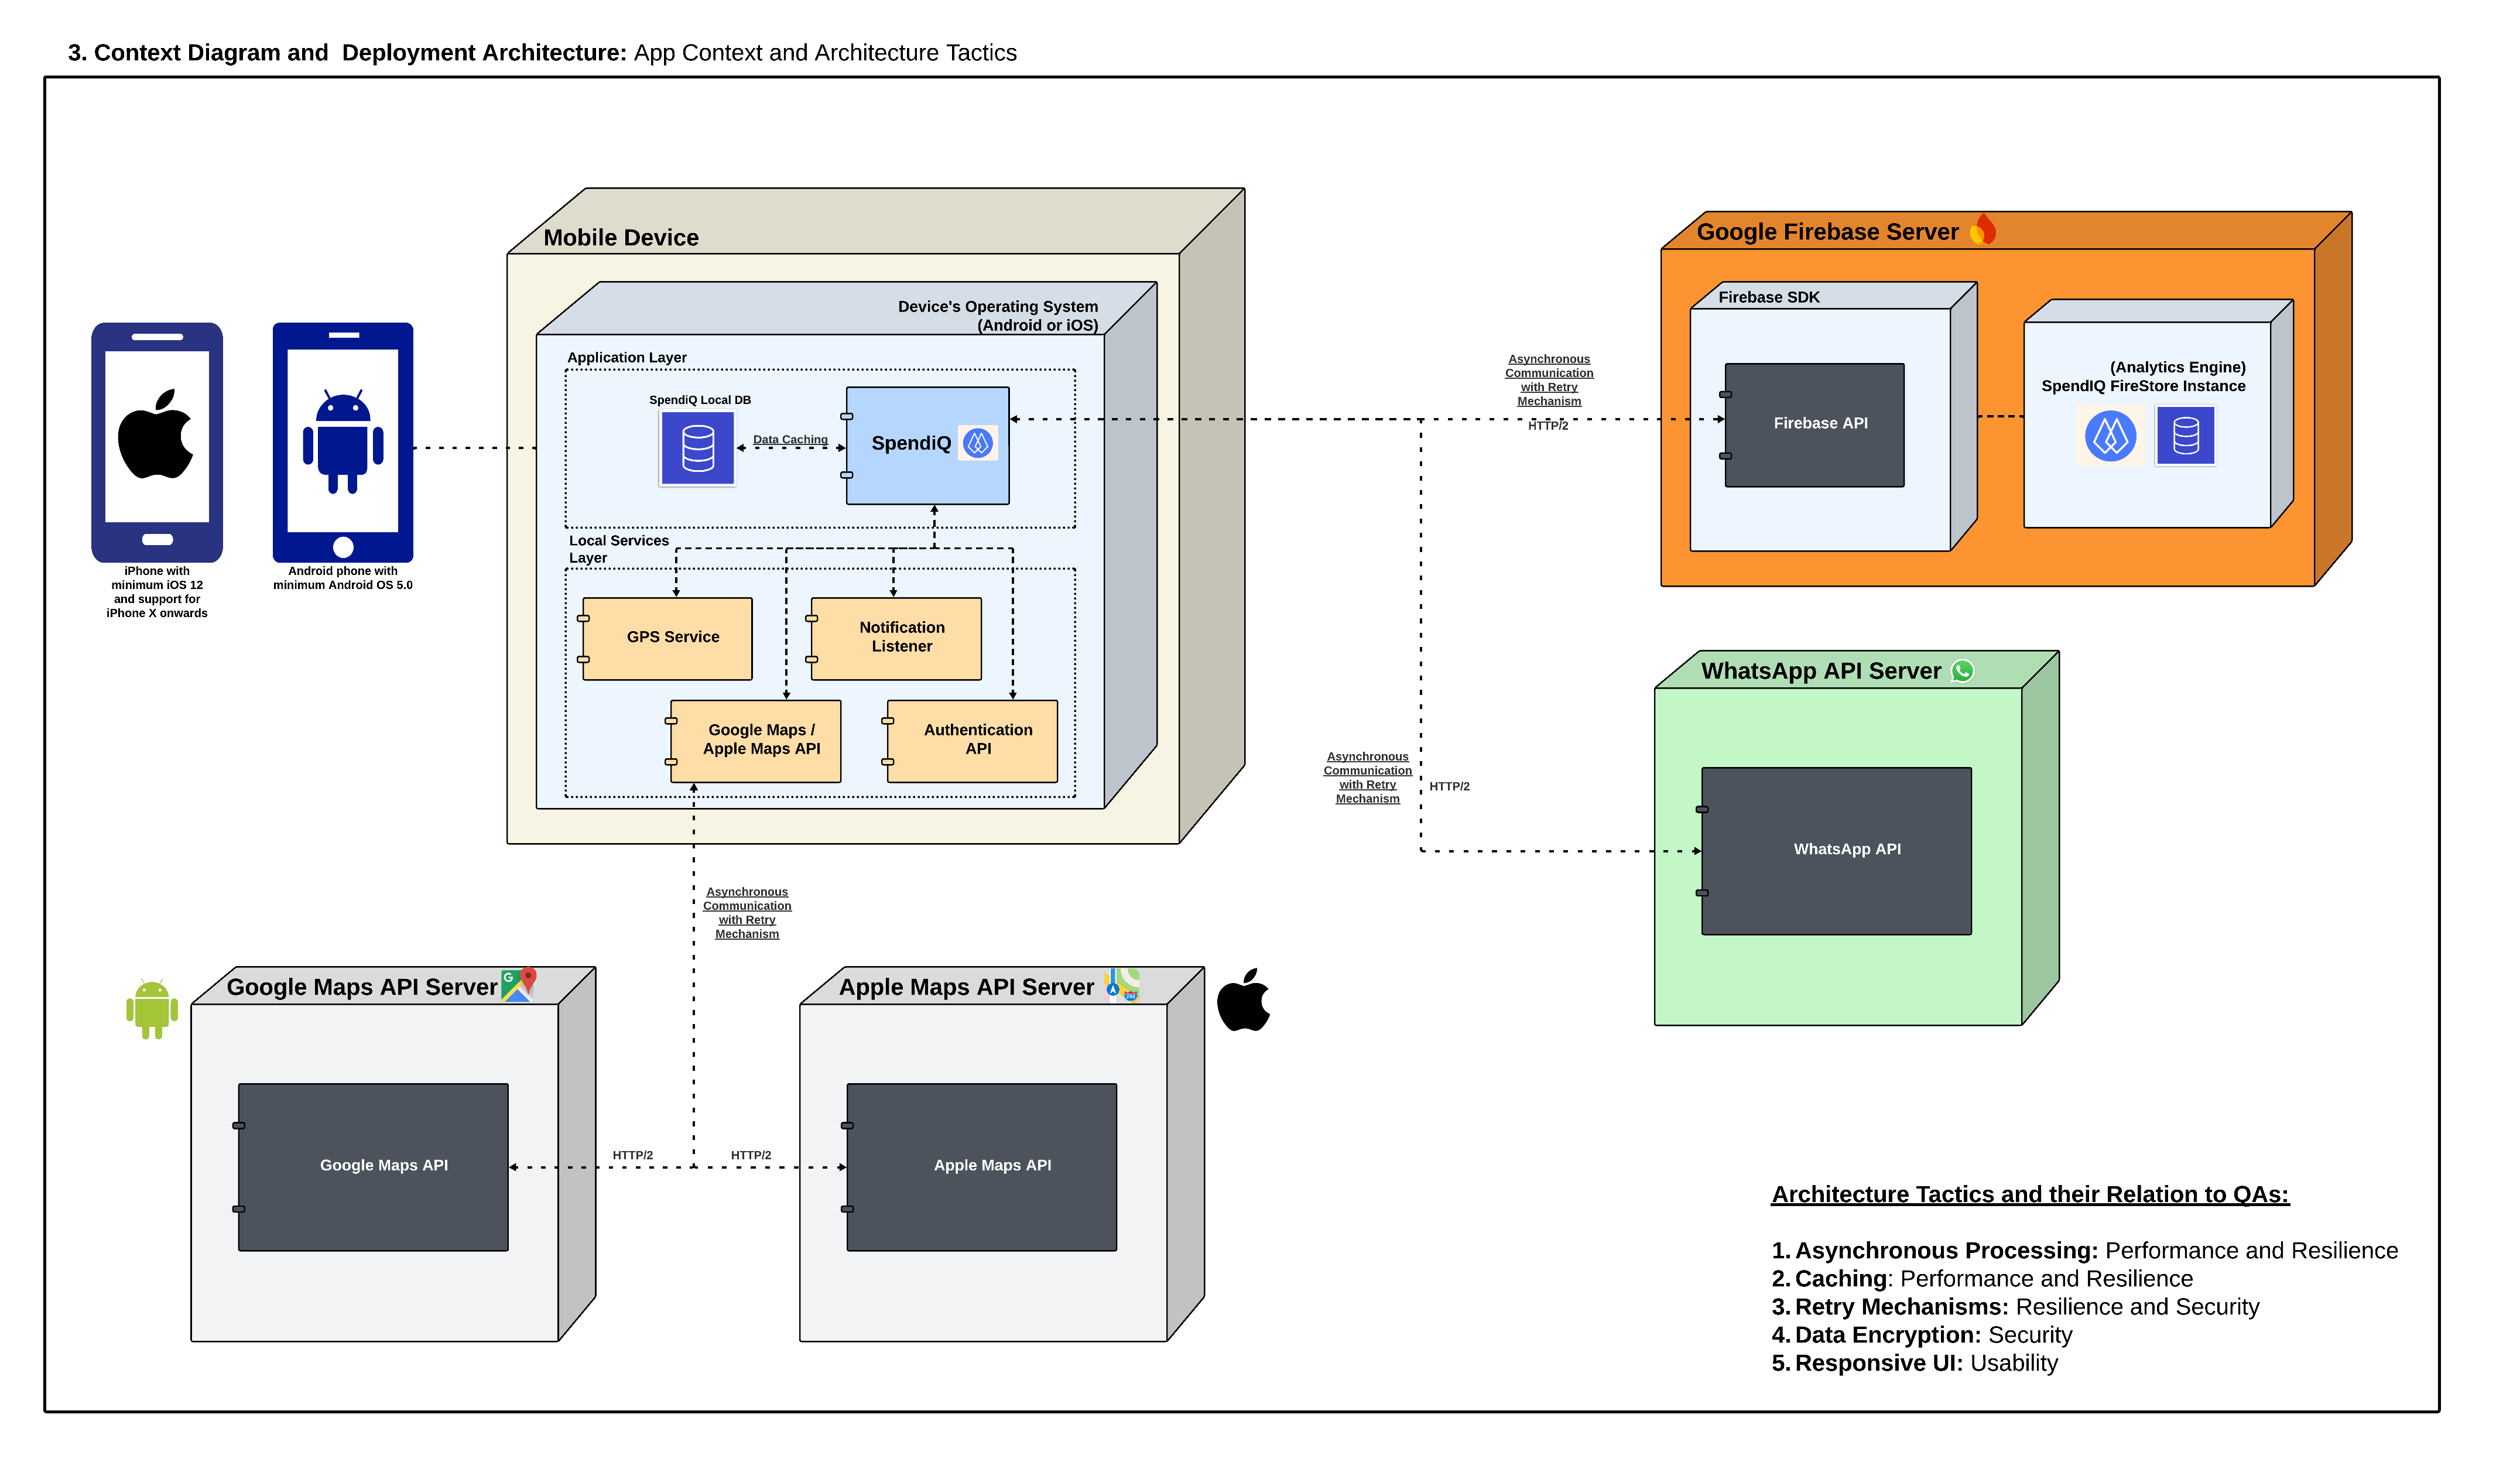 3. Context Diagram and  Deployment Architecture: App Context and Architecture Tactics
Mobile Device
Device's Operating System
(Android or iOS)
Application Layer
SpendiQ Local DB
Data Caching
SpendiQ
Local Services
Layer
GPS Service
Notification
Listener
Google Maps /
Apple Maps API
Authentication
API
iPhone with
minimum iOS 12
and support for
iPhone X onwards
Android phone with
minimum Android OS 5.0
Asynchronous
Communication
with Retry
Mechanism
HTTP/2
Google Firebase Server
Firebase SDK
Firebase API
(Analytics Engine)
SpendIQ FireStore Instance
Asynchronous
Communication
with Retry
Mechanism
HTTP/2
WhatsApp API Server
WhatsApp API
Asynchronous
Communication
with Retry
Mechanism
Google Maps API Server
G
Google Maps API
HTTP/2
HTTP/2
Apple Maps API Server
280
Apple Maps API
Architecture Tactics and their Relation to QAs:
1. Asynchronous Processing: Performance and Resilience
2. Caching: Performance and Resilience
3. Retry Mechanisms: Resilience and Security
4. Data Encryption: Security
5. Responsive UI: Usability